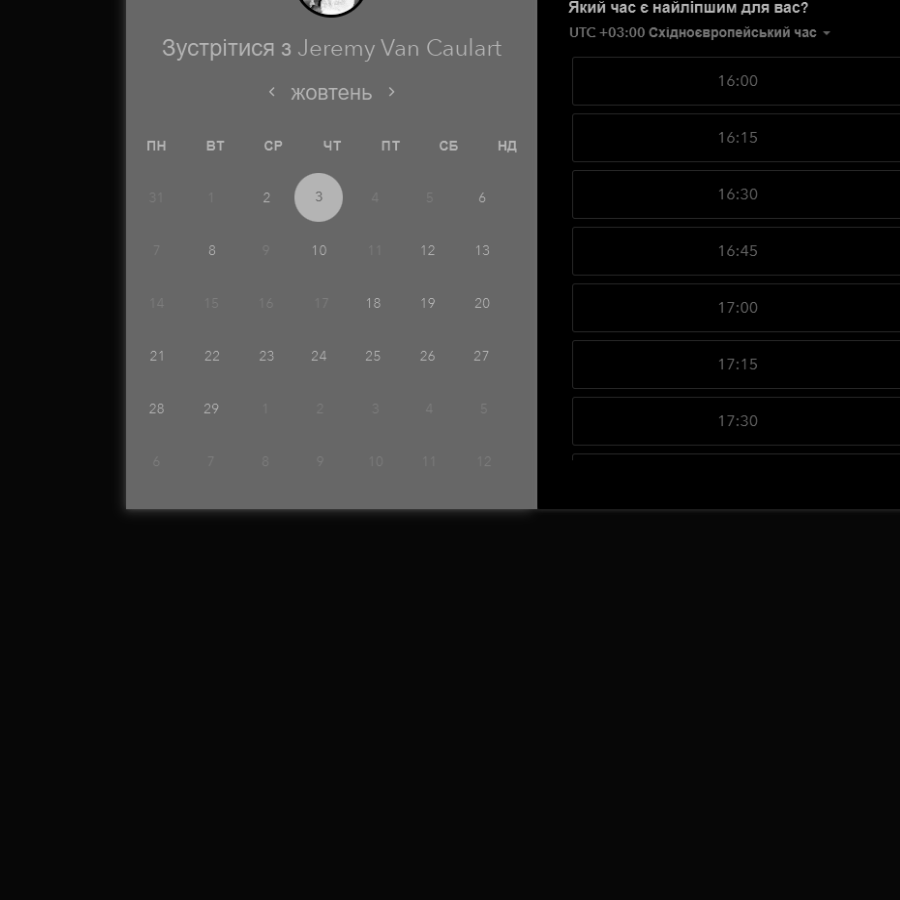 Зустрітися з Jeremy Van Caulart
‹ жовтень ›
ПН ВТ СР ЧТ ПТ СБ НД
31 1 2 3 4 5 6
7 8 9 10 11 12 13
14 15 16 17 18 19 20
21 22 23 24 25 26 27
28 29 1 2 3 4 5
6 7 8 9 10 11 12
Який час є найліпшим для вас?
UTC +03:00 Східноєвропейський час
16:00
16:15
16:30
16:45
17:00
17:15
17:30